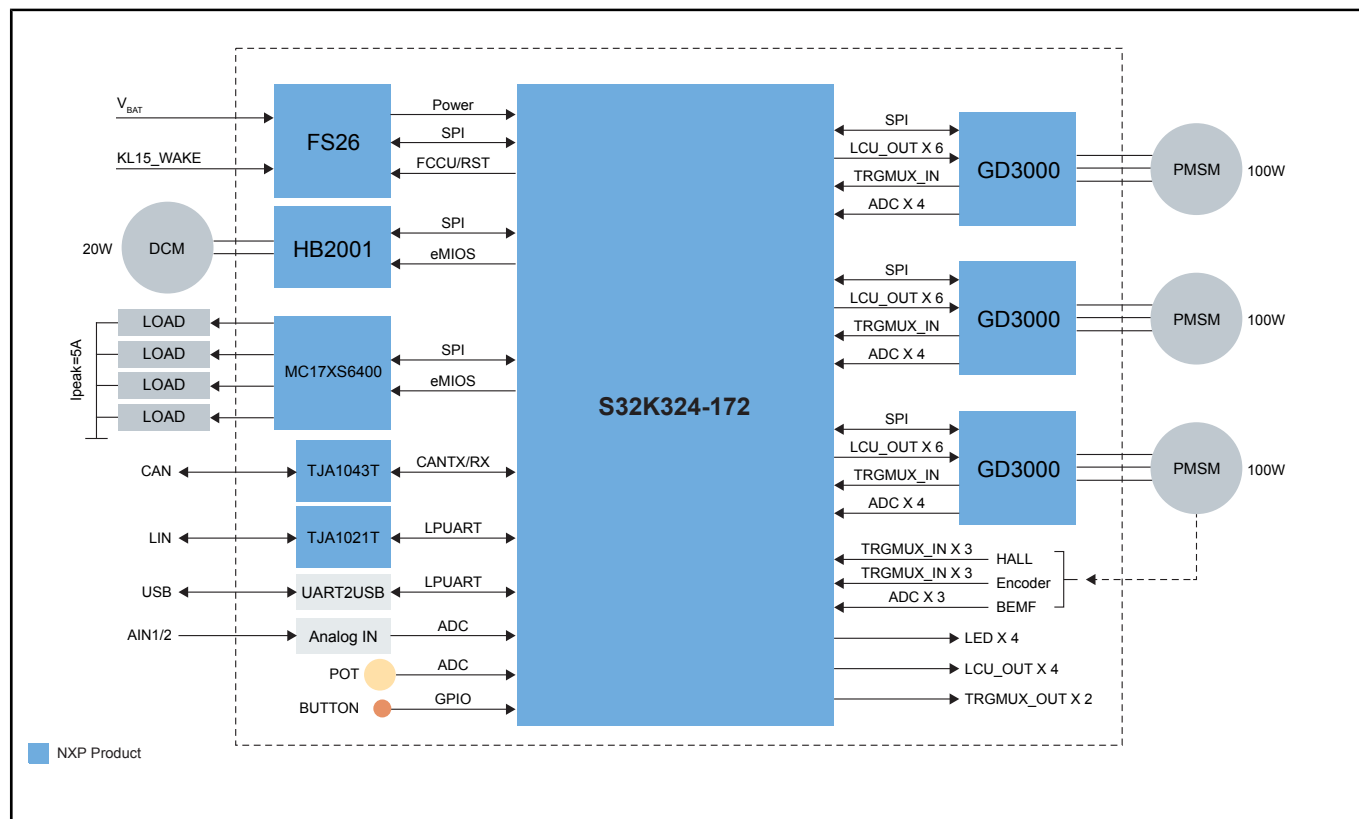 V_BAT
KL15_WAKE
FS26
Power
SPI
FCCU/RST
20W
DCM
HB2001
SPI
eMIOS
Ipeak=5A
LOAD
LOAD
LOAD
LOAD
MC17XS6400
SPI
eMIOS
CAN
TJA1043T
CANTX/RX
LIN
TJA1021T
LPUART
USB
UART2USB
LPUART
AIN1/2
Analog IN
ADC
POT
ADC
BUTTON
GPIO
S32K324-172
SPI
LCU_OUT X 6
TRGMUX_IN
ADC X 4
GD3000
PMSM
100W
SPI
LCU_OUT X 6
TRGMUX_IN
ADC X 4
GD3000
PMSM
100W
SPI
LCU_OUT X 6
TRGMUX_IN
ADC X 4
GD3000
PMSM
100W
TRGMUX_IN X 3
HALL
TRGMUX_IN X 3
Encoder
ADC X 3
BEMF
LED X 4
LCU_OUT X 4
TRGMUX_OUT X 2
NXP Product